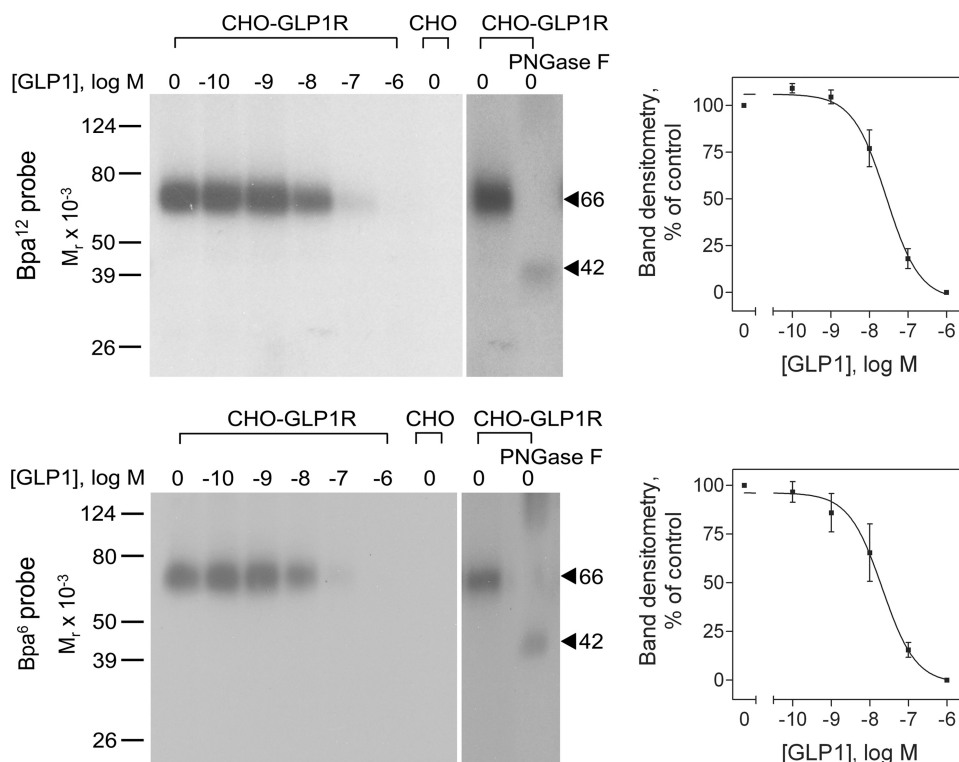 CHO-GLP1R CHO CHO-GLP1R
PNGase F
[GLP1], log M 0 -10 -9 -8 -7 -6 0 0 0
Bpa¹² probe
Mᵣ x 10⁻³
124
80
50
39
26
66
42
Band densitometry,
% of control
100
75
50
25
0
0 -10 -9 -8 -7 -6
[GLP1], log M
CHO-GLP1R CHO CHO-GLP1R
PNGase F
[GLP1], log M 0 -10 -9 -8 -7 -6 0 0 0
Bpa⁶ probe
Mᵣ x 10⁻³
124
80
50
39
26
66
42
Band densitometry,
% of control
100
75
50
25
0
0 -10 -9 -8 -7 -6
[GLP1], log M